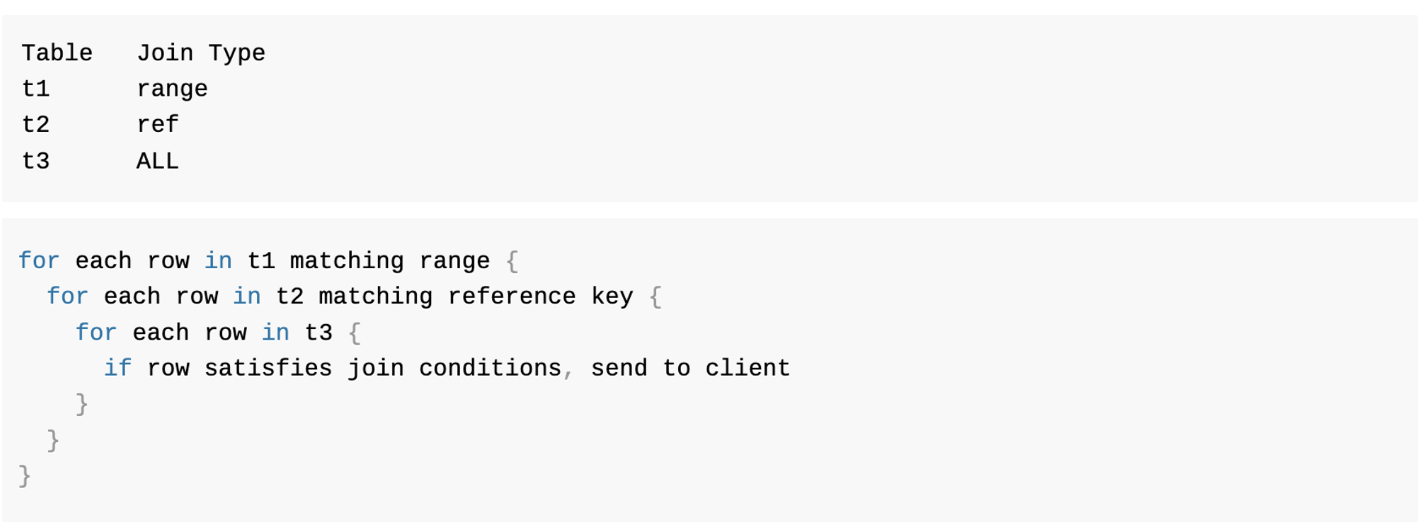 Table   Join Type
t1      range
t2      ref
t3      ALL
for each row in t1 matching range {
  for each row in t2 matching reference key {
    for each row in t3 {
      if row satisfies join conditions, send to client
    }
  }
}